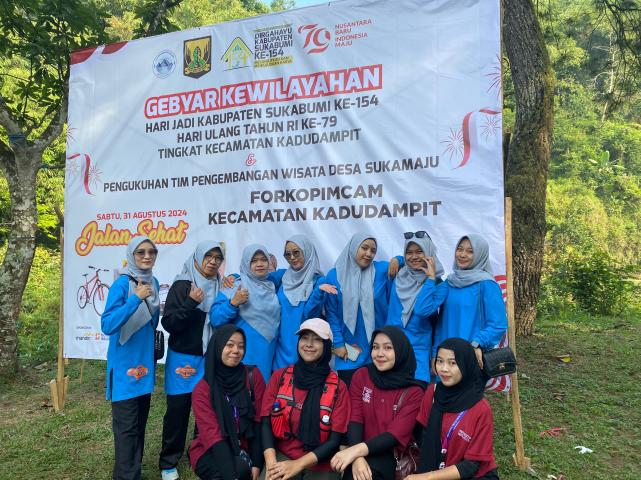 DIRGAHAYU
KABUPATEN
SUKABUMI
KE-154
79 NUSANTARA
BARU
INDONESIA
MAJU
GEBYAR KEWILAYAHAN
HARI JADI KABUPATEN SUKABUMI KE-154
HARI ULANG TAHUN RI KE-79
TINGKAT KECAMATAN KADUDAMPIT
&
PENGUKUHAN TIM PENGEMBANGAN WISATA DESA SUKAMAJU
FORKOPIMCAM
KECAMATAN KADUDAMPIT
SABTU, 31 AGUSTUS 2024
Jalan Sehat